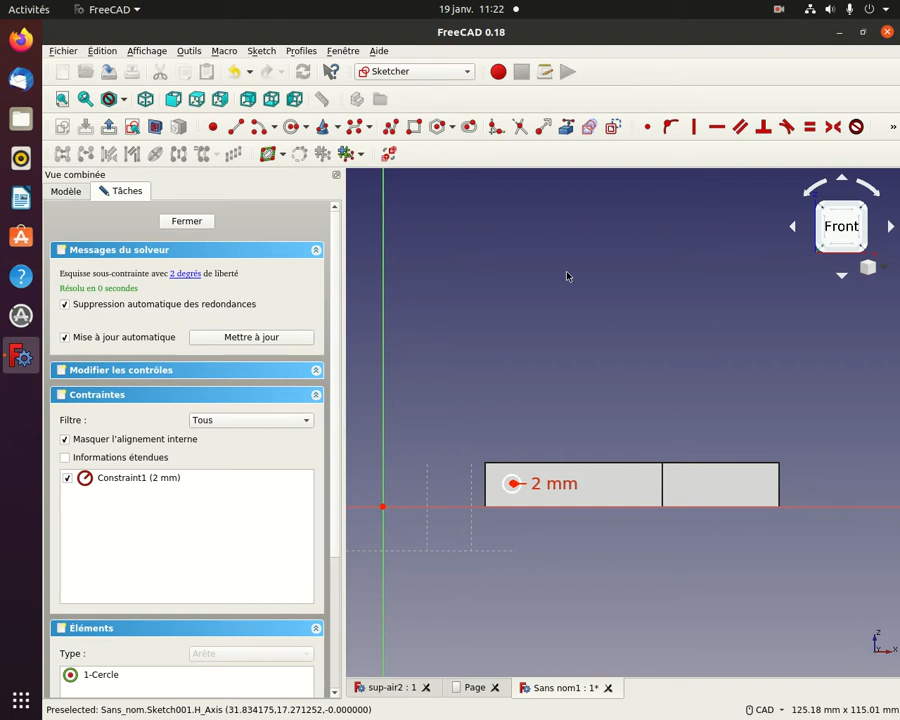 Activités
FreeCAD
19 janv. 11:22
FreeCAD 0.18
Fichier Édition Affichage Outils Macro Sketch Profiles Fenêtre Aide
Sketcher
»
Vue combinée
Modèle Tâches
Fermer
Messages du solveur
Esquisse sous-contrainte avec 2 degrés de liberté
Résolu en 0 secondes
Suppression automatique des redondances
Mise à jour automatique
Mettre à jour
Modifier les contrôles
Contraintes
Filtre :
Tous
Masquer l'alignement interne
Informations étendues
Constraint1 (2 mm)
Éléments
Type :
Arête
1-Cercle
Front
2 mm
z
x
sup-air2 : 1
Page
Sans nom1 : 1*
Preselected: Sans_nom.Sketch001.H_Axis (31.834175,17.271252,-0.000000)
CAD
125.18 mm x 115.01 mm